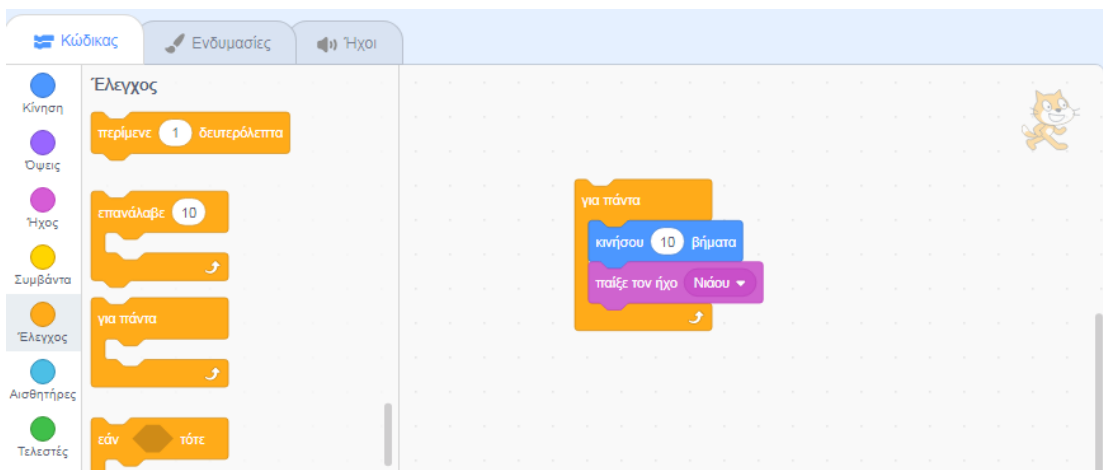 Κώδικας
Ενδυμασίες
Ήχοι
Κίνηση
Όψεις
Ήχος
Συμβάντα
Έλεγχος
Αισθητήρες
Τελεστές
Έλεγχος
περίμενε 1 δευτερόλεπτα
επανάλαβε 10
για πάντα
εάν τότε
για πάντα
κινήσου 10 βήματα
παίξε τον ήχο Νιάου